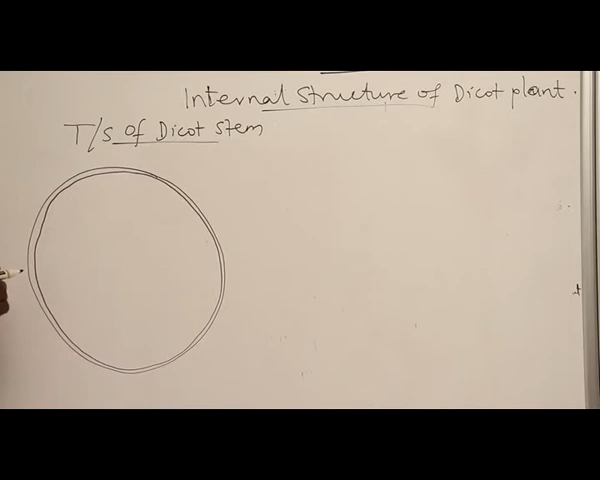 Internal Structure of Dicot plant.
T/s of Dicot stem